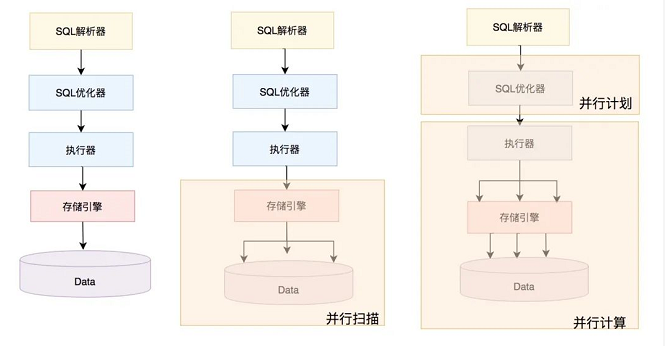 SQL解析器
SQL优化器
执行器
存储引擎
Data
SQL解析器
SQL优化器
执行器
存储引擎
Data
并行扫描
SQL解析器
SQL优化器
并行计划
执行器
存储引擎
Data
并行计算